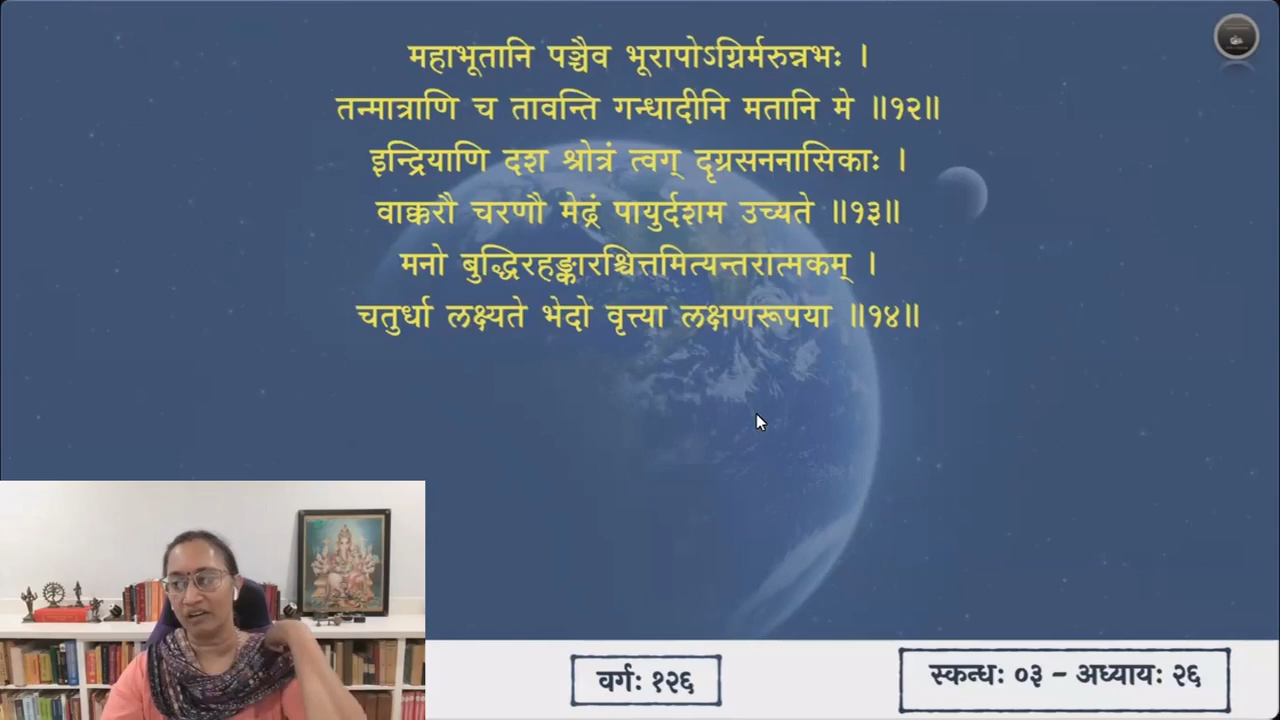 महाभूतानि पञ्चैव भूरापोऽग्निर्मरुन्नभः ।
तन्मात्राणि च तावन्ति गन्धादीनि मतानि मे ॥१२॥
इन्द्रियाणि दश श्रोत्रं त्वग् दृग्रसननासिकाः ।
वाक्करौ चरणौ मेढ्रं पायुर्दशम उच्यते ॥१३॥
मनो बुद्धिरहङ्कारश्चित्तमित्यन्तरात्मकम् ।
चतुर्धा लक्ष्यते भेदो वृत्त्या लक्षणरूपया ॥१४॥
वर्गः १२६
स्कन्धः ०३ - अध्यायः २६